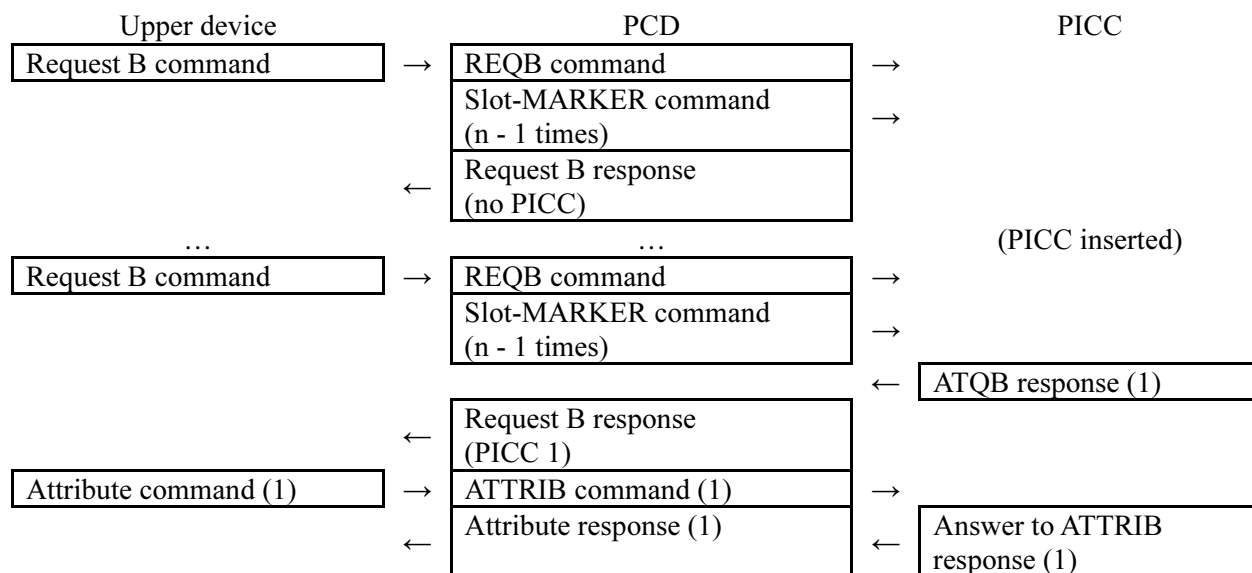 Upper device PCD PICC
Request B command → REQB command →
Slot-MARKER command
(n - 1 times) →
← Request B response
(no PICC)
… … (PICC inserted)
Request B command → REQB command →
Slot-MARKER command
(n - 1 times) →
← ATQB response (1)
← Request B response
(PICC 1)
Attribute command (1) → ATTRIB command (1) →
← Attribute response (1) ← Answer to ATTRIB
response (1)